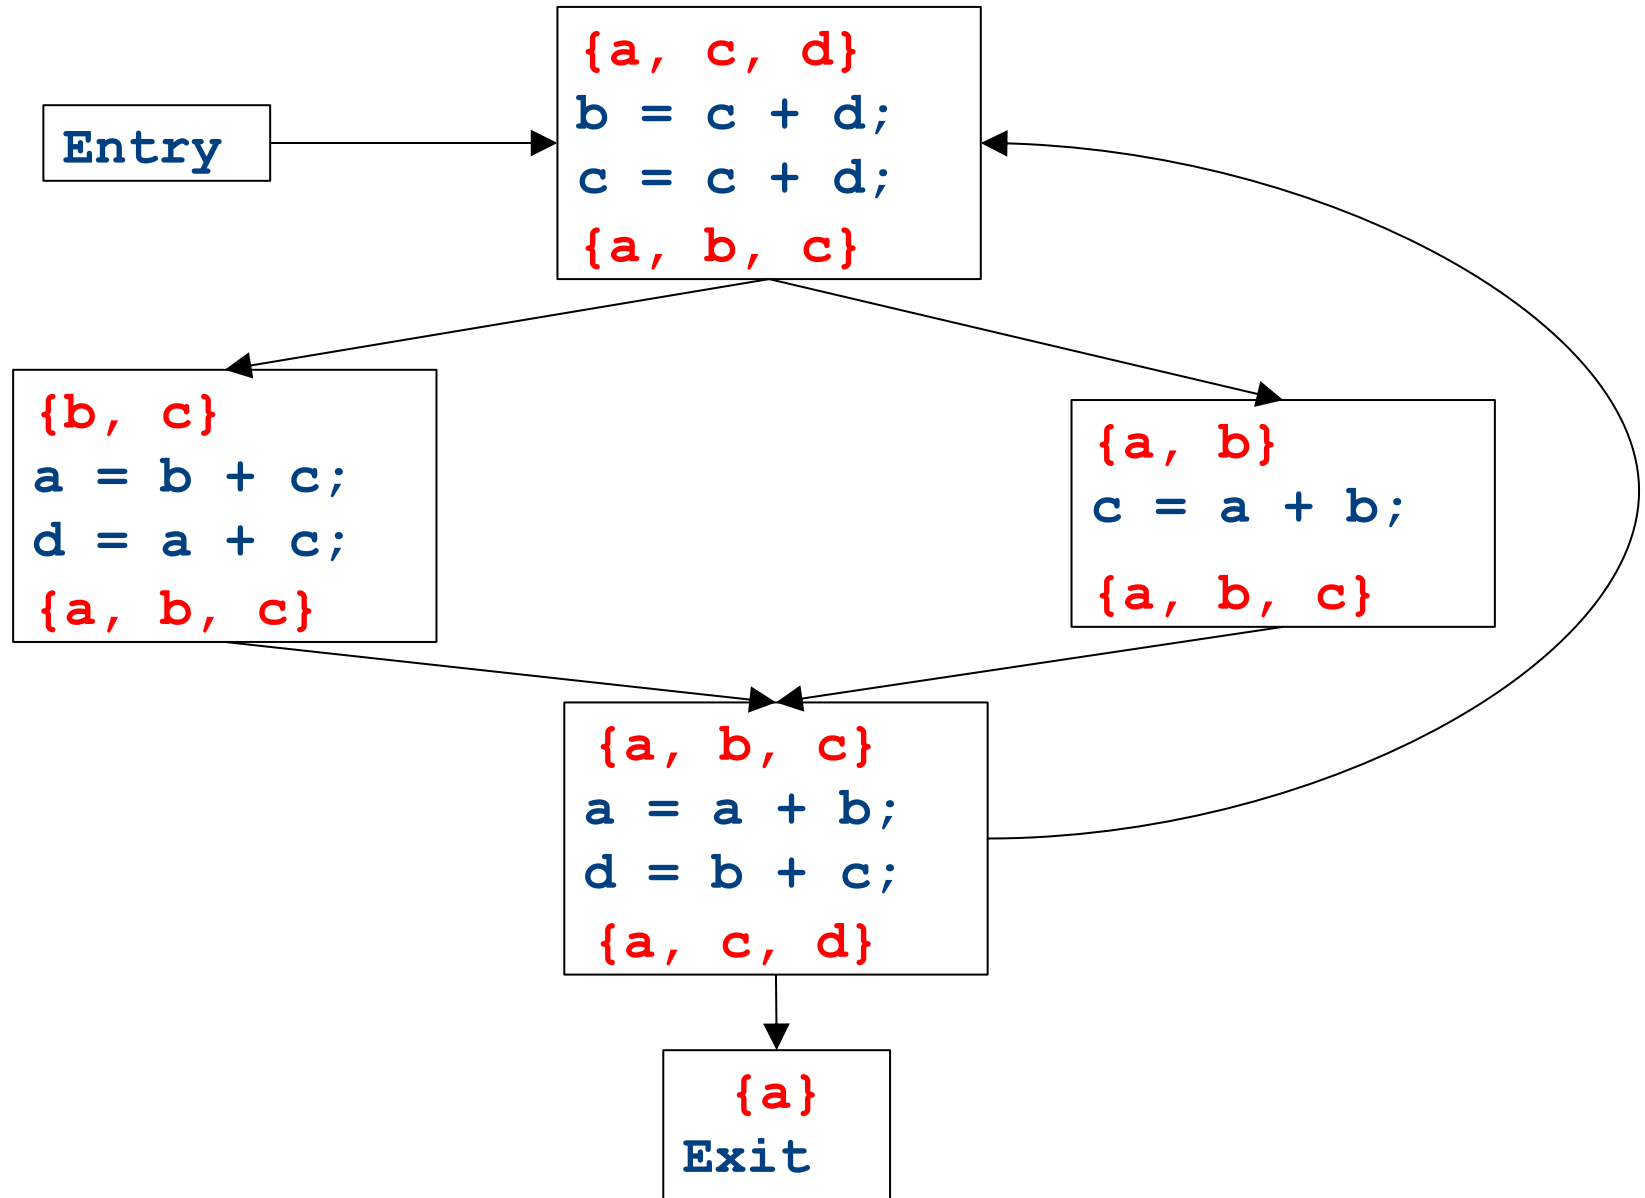 {a, c, d}
b = c + d;
c = c + d;
{a, b, c}
Entry
{b, c}
a = b + c;
d = a + c;
{a, b, c}
{a, b}
c = a + b;
{a, b, c}
{a, b, c}
a = a + b;
d = b + c;
{a, c, d}
{a}
Exit